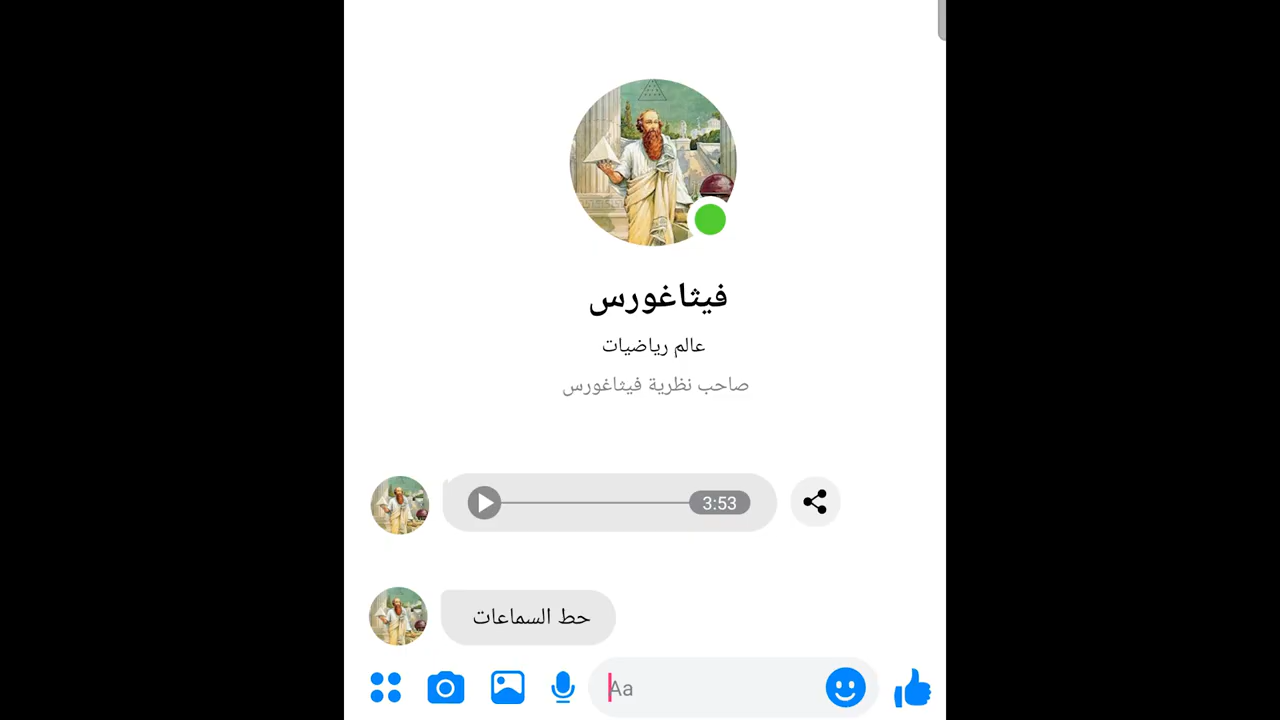 فيثاغورس
عالم رياضيات
صاحب نظرية فيثاغورس
3:53
حط السماعات
Aa